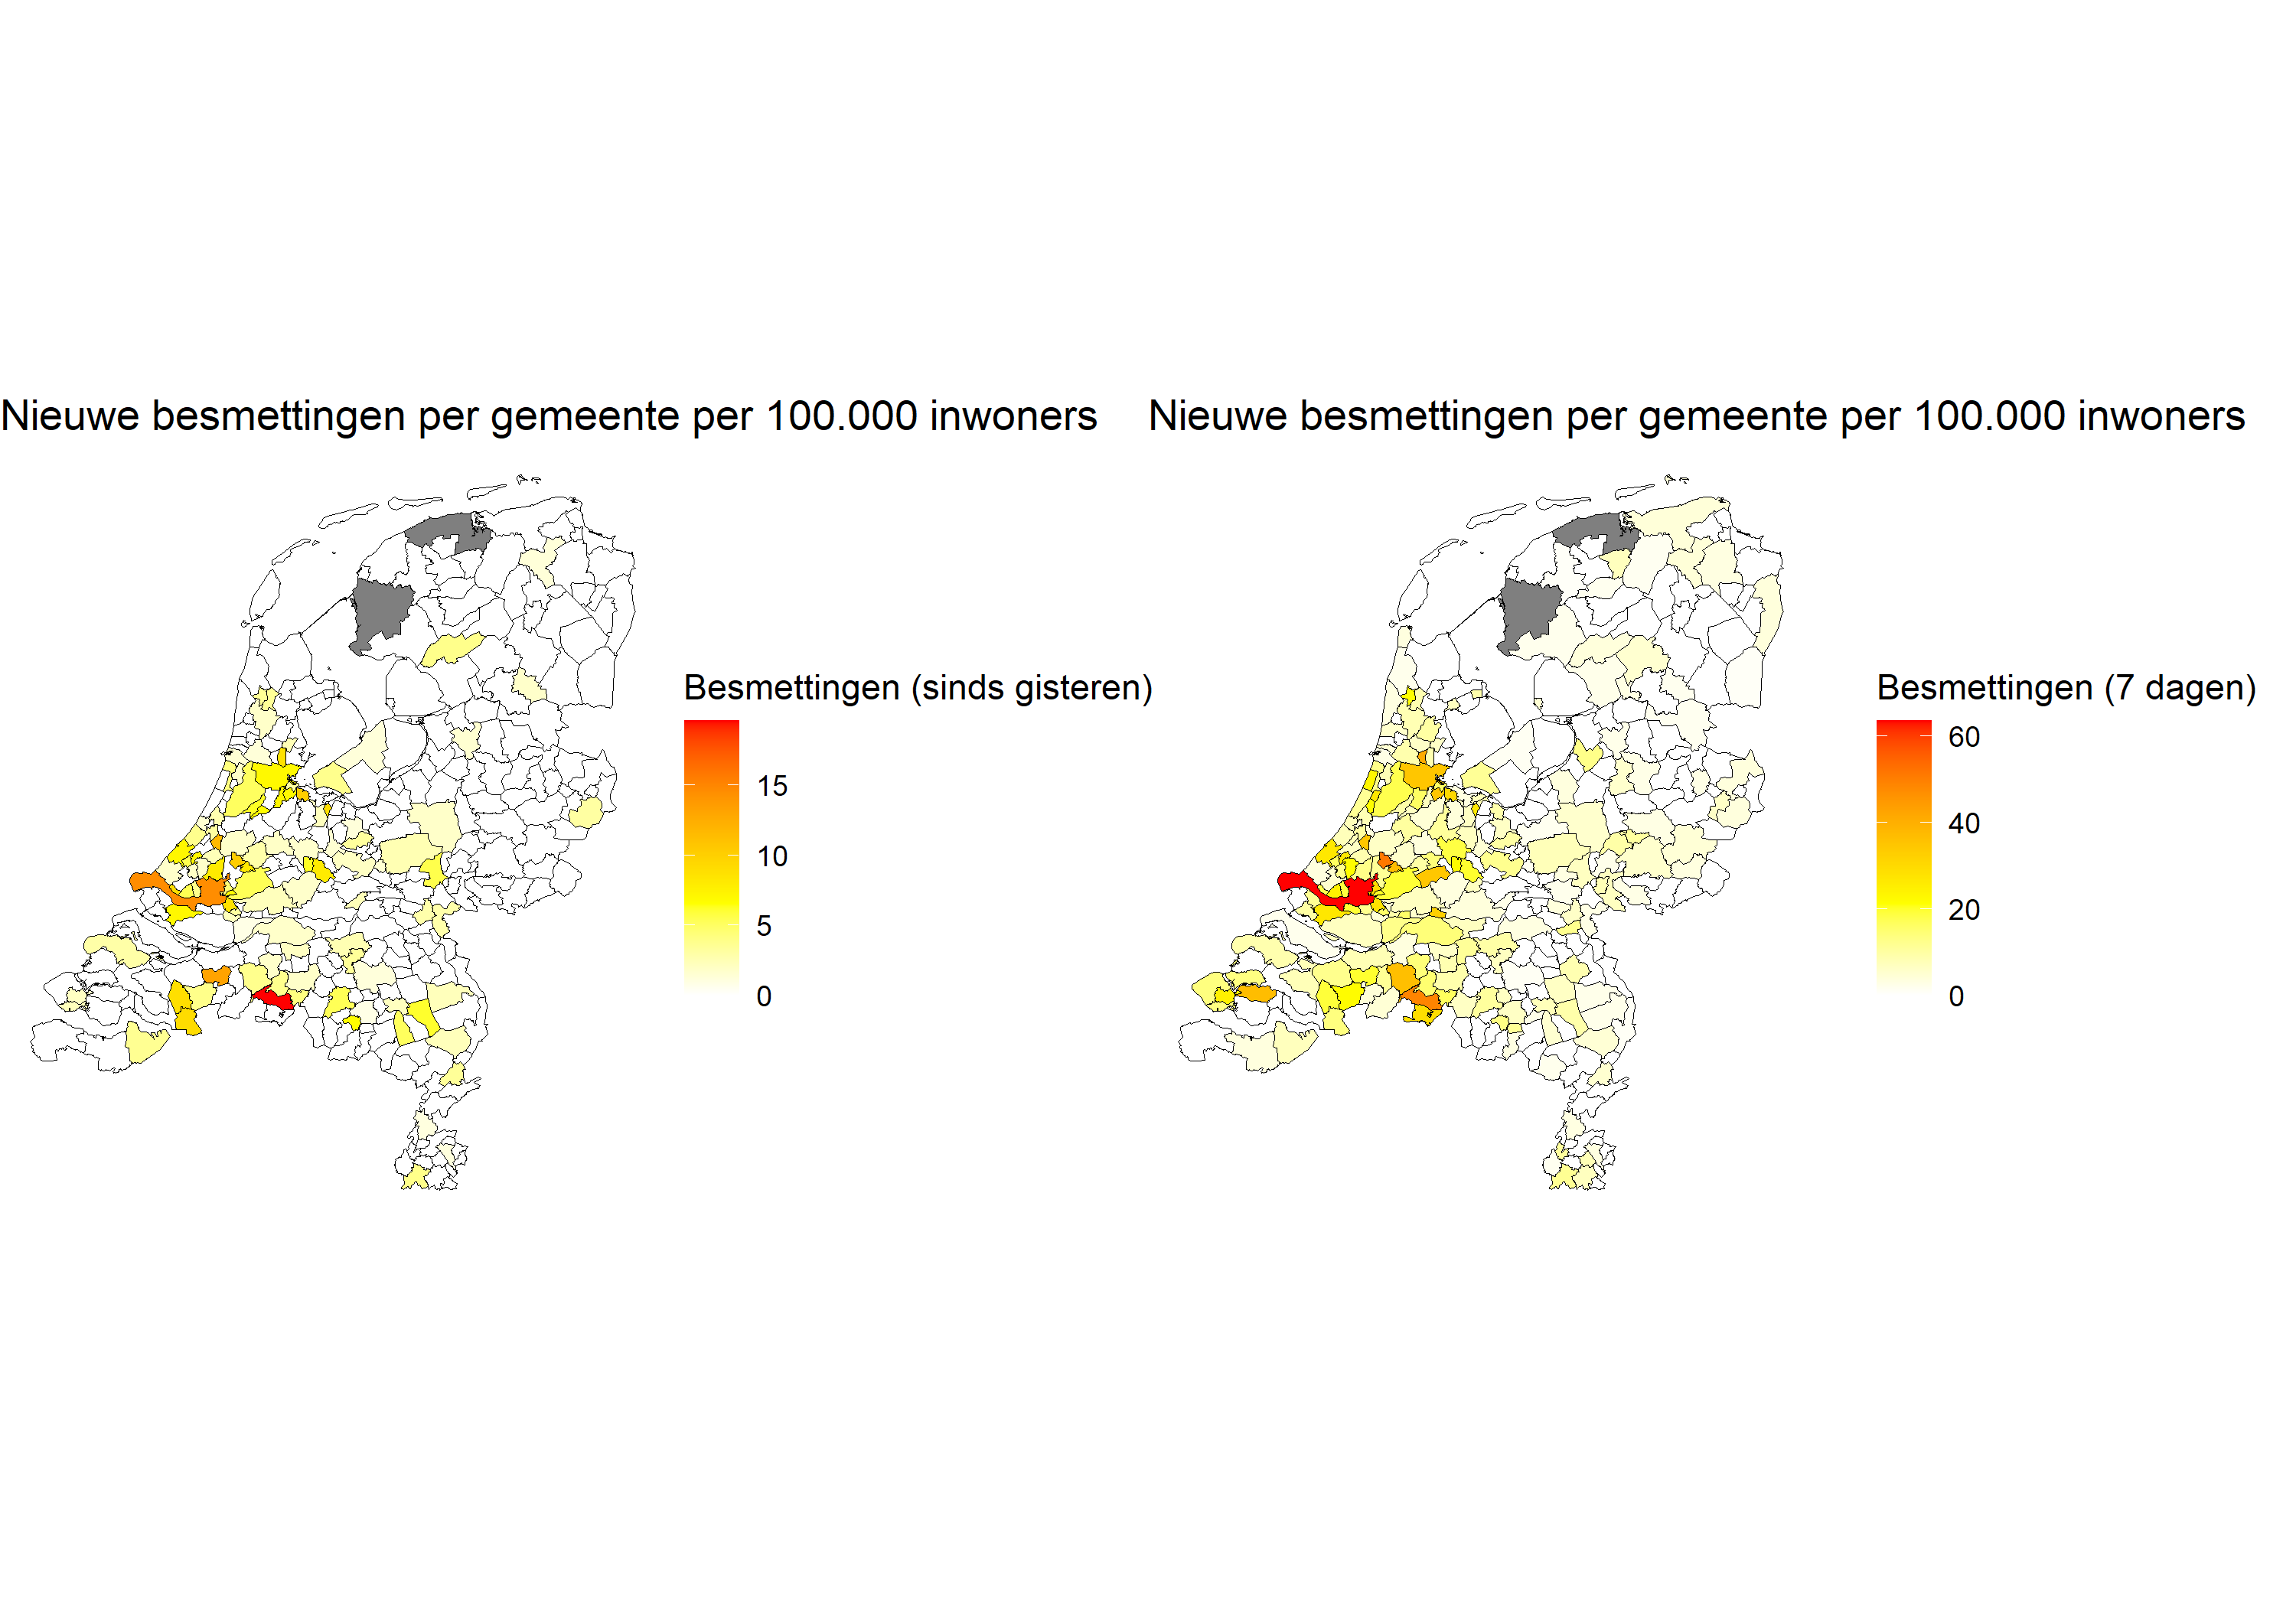 Nieuwe besmettingen per gemeente per 100.000 inwoners
Besmettingen (sinds gisteren)
15
10
5
0
Nieuwe besmettingen per gemeente per 100.000 inwoners
Besmettingen (7 dagen)
60
40
20
0